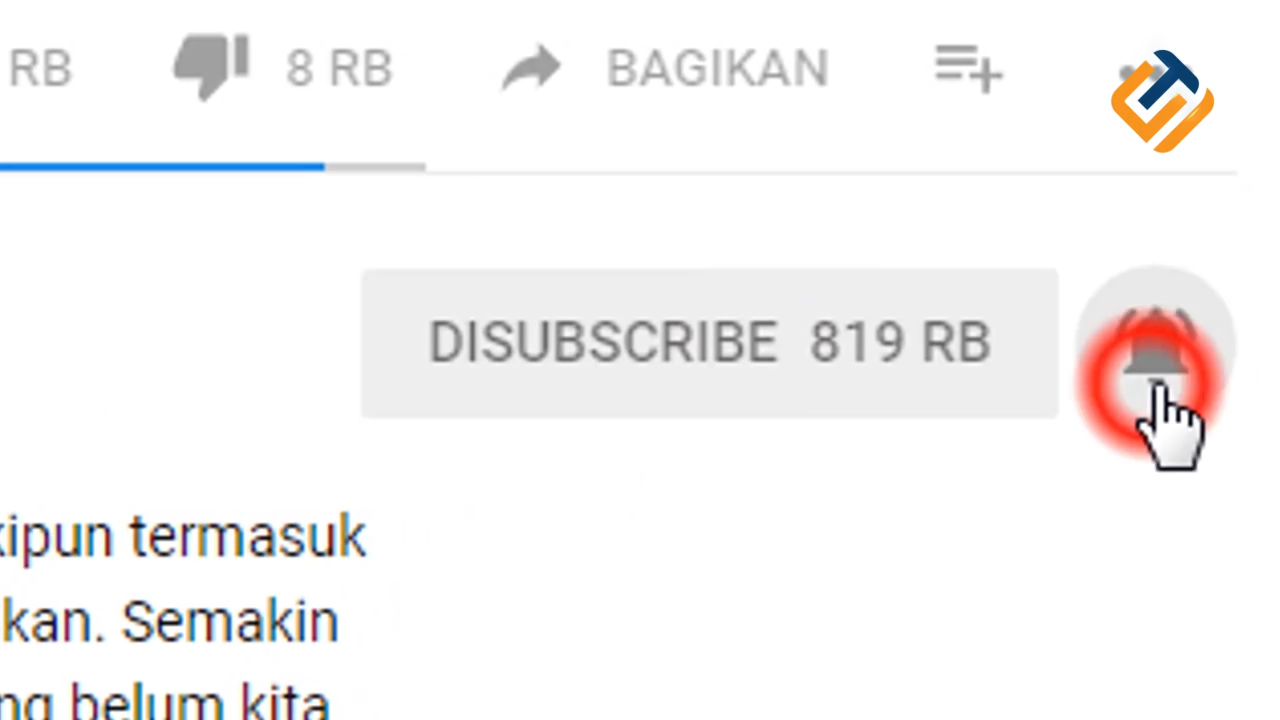 RB 8 RB BAGIKAN
DISUBSCRIBE 819 RB
kipun termasuk
kan. Semakin
ng belum kita